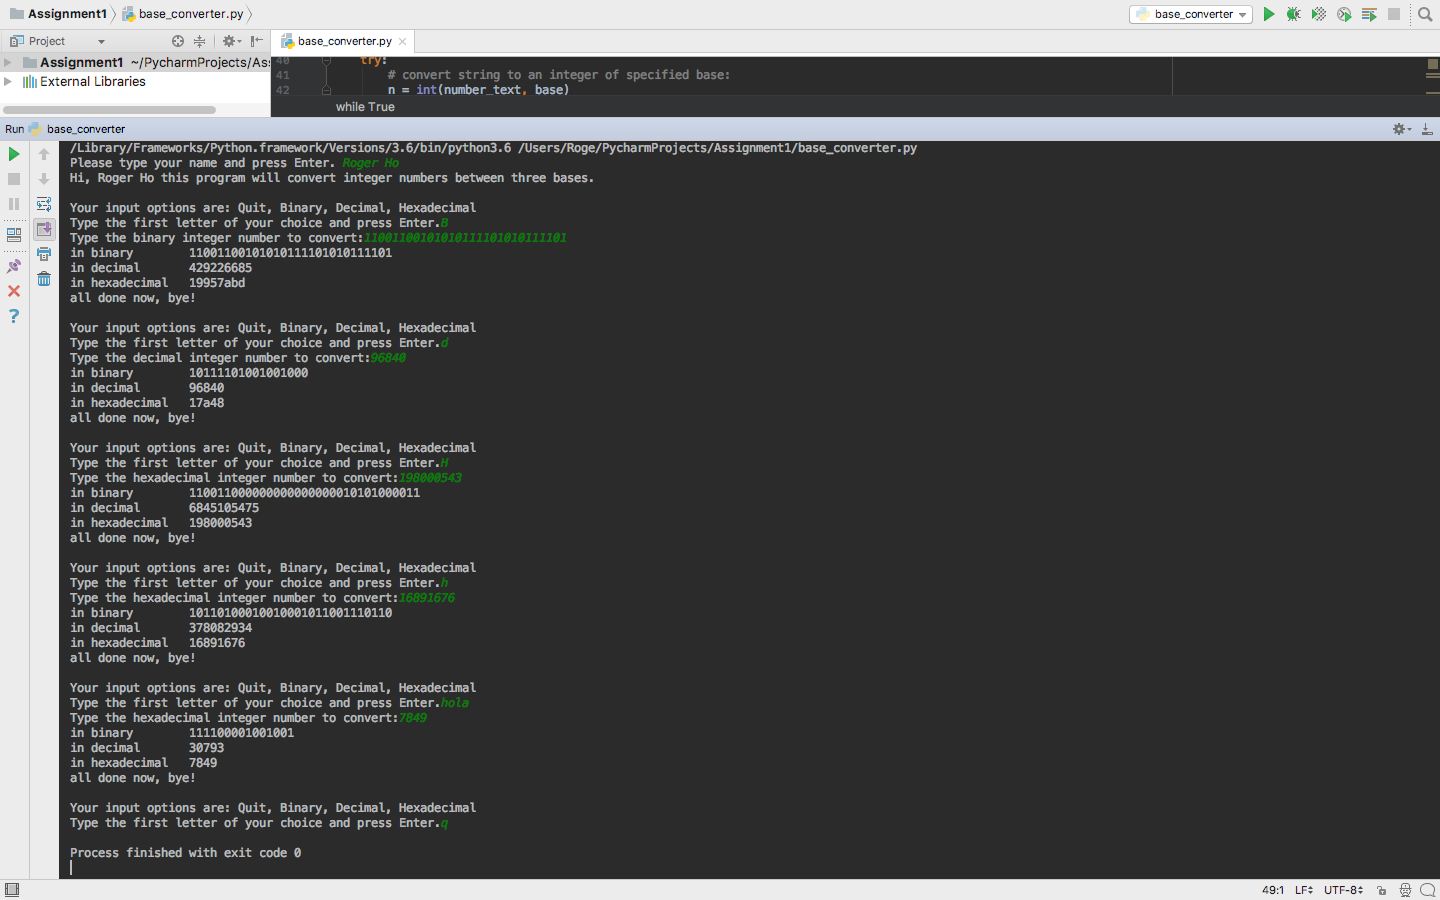 Assignment1 base_converter.py base_converter
Project base_converter.py
Assignment1 ~/PycharmProjects/Ass
External Libraries
40 try:
41 # convert string to an integer of specified base:
42 n = int(number_text, base)
while True
Run base_converter
/Library/Frameworks/Python.framework/Versions/3.6/bin/python3.6 /Users/Roge/PycharmProjects/Assignment1/base_converter.py
Please type your name and press Enter. Roger Ho
Hi, Roger Ho this program will convert integer numbers between three bases.
Your input options are: Quit, Binary, Decimal, Hexadecimal
Type the first letter of your choice and press Enter.B
Type the binary integer number to convert:11001100101010111101010111101
in binary 11001100101010111101010111101
in decimal 429226685
in hexadecimal 19957abd
all done now, bye!
Your input options are: Quit, Binary, Decimal, Hexadecimal
Type the first letter of your choice and press Enter.d
Type the decimal integer number to convert:96840
in binary 10111101001001000
in decimal 96840
in hexadecimal 17a48
all done now, bye!
Your input options are: Quit, Binary, Decimal, Hexadecimal
Type the first letter of your choice and press Enter.H
Type the hexadecimal integer number to convert:198000543
in binary 110011000000000000000010101000011
in decimal 6845105475
in hexadecimal 198000543
all done now, bye!
Your input options are: Quit, Binary, Decimal, Hexadecimal
Type the first letter of your choice and press Enter.h
Type the hexadecimal integer number to convert:16891676
in binary 10110100010010001011001110110
in decimal 378082934
in hexadecimal 16891676
all done now, bye!
Your input options are: Quit, Binary, Decimal, Hexadecimal
Type the first letter of your choice and press Enter.hola
Type the hexadecimal integer number to convert:7849
in binary 111100001001001
in decimal 30793
in hexadecimal 7849
all done now, bye!
Your input options are: Quit, Binary, Decimal, Hexadecimal
Type the first letter of your choice and press Enter.q
Process finished with exit code 0
49:1 LF UTF-8